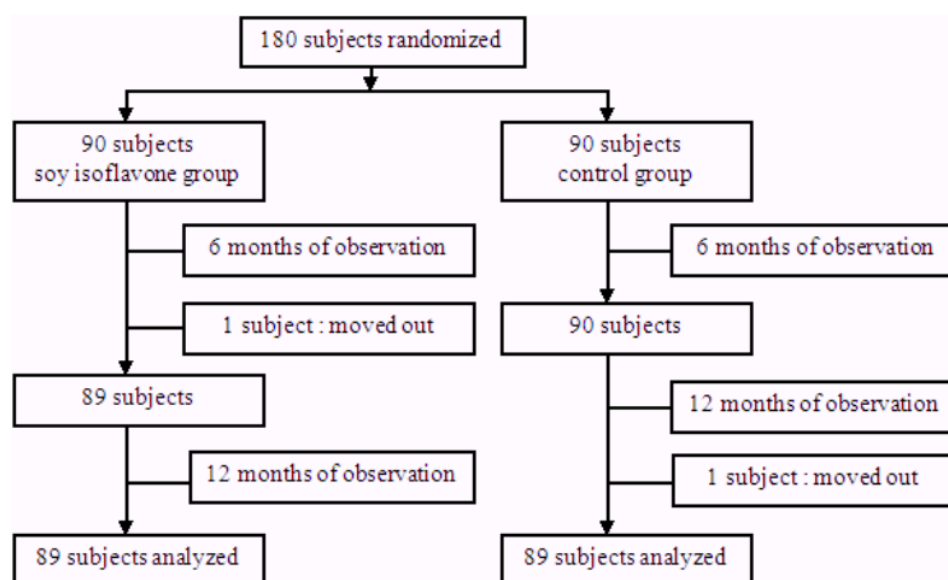 180 subjects randomized
90 subjects
soy isoflavone group
90 subjects
control group
6 months of observation
6 months of observation
1 subject : moved out
90 subjects
89 subjects
12 months of observation
12 months of observation
1 subject : moved out
89 subjects analyzed
89 subjects analyzed